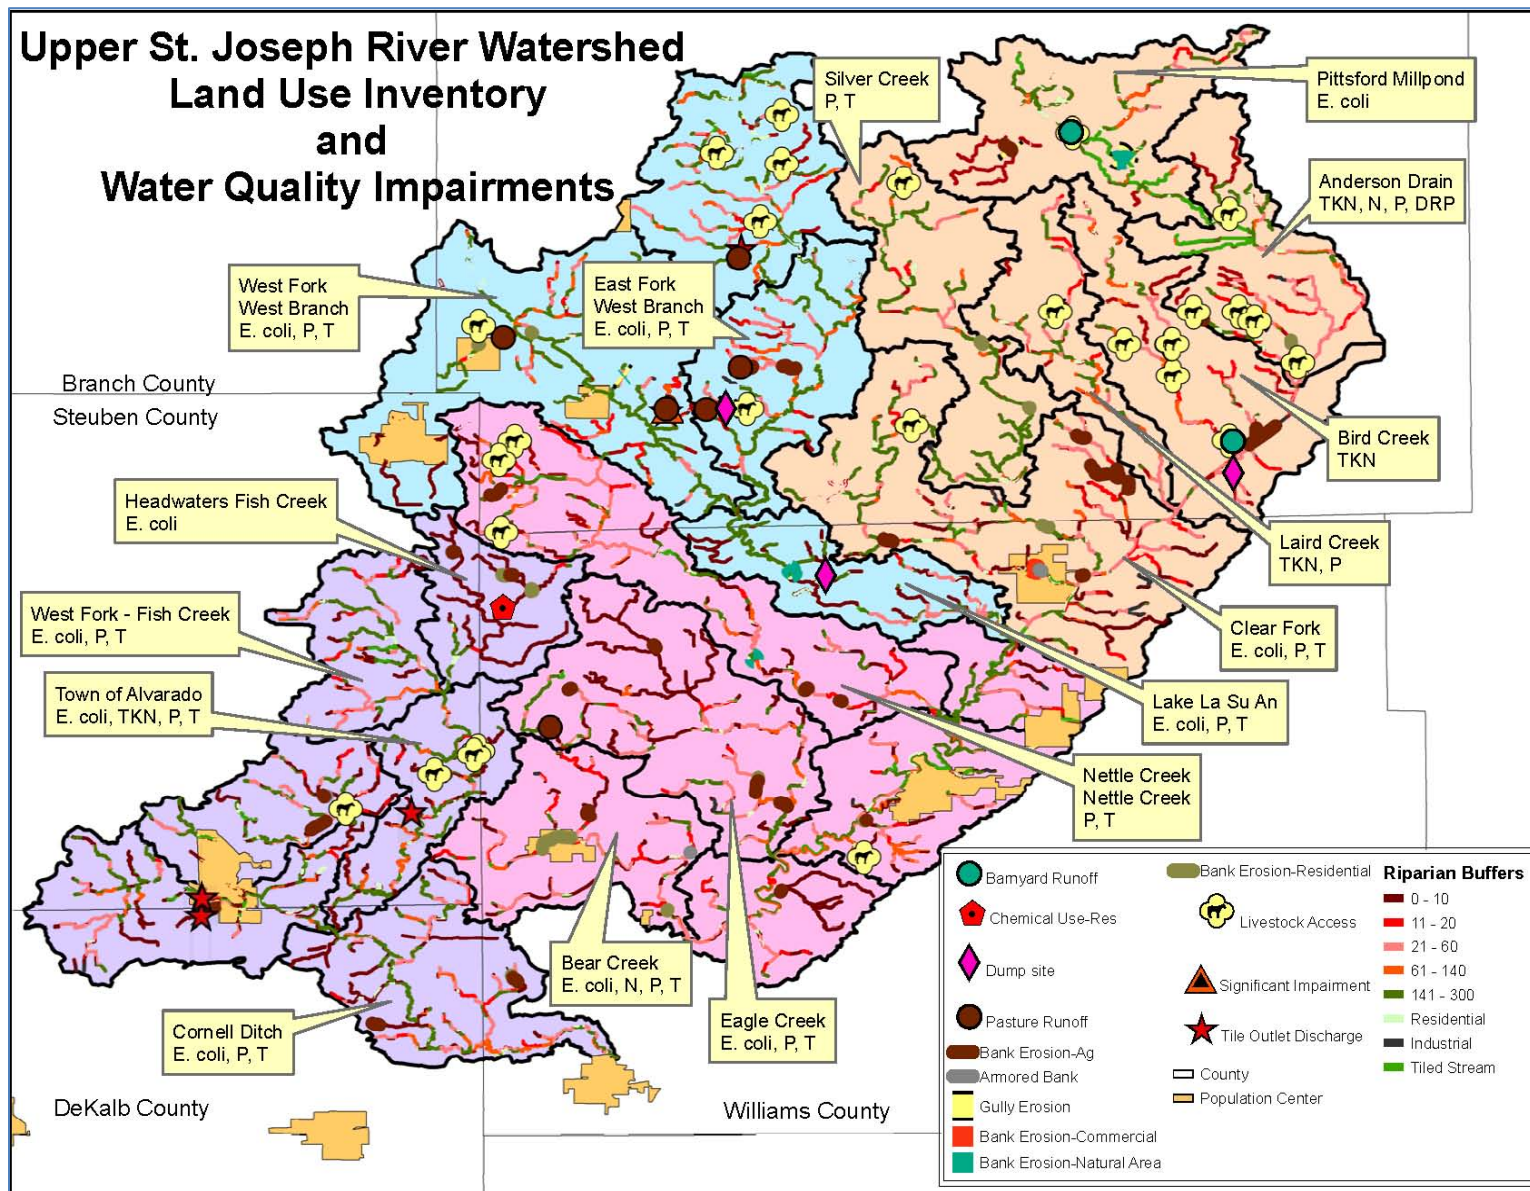 Upper St. Joseph River Watershed
Land Use Inventory
and
Water Quality Impairments
Silver Creek
P, T
Pittsford Millpond
E. coli
Anderson Drain
TKN, N, P, DRP
West Fork
West Branch
E. coli, P, T
East Fork
West Branch
E. coli, P, T
Branch County
Steuben County
Bird Creek
TKN
Headwaters Fish Creek
E. coli
Laird Creek
TKN, P
West Fork - Fish Creek
E. coli, P, T
Clear Fork
E. coli, P, T
Town of Alvarado
E. coli, TKN, P, T
Lake La Su An
E. coli, P, T
Nettle Creek
Nettle Creek
P, T
Bear Creek
E. coli, N, P, T
Eagle Creek
E. coli, P, T
Cornell Ditch
E. coli, P, T
DeKalb County
Williams County
Barnyard Runoff
Chemical Use-Res
Dump site
Pasture Runoff
Bank Erosion-Ag
Armored Bank
Gully Erosion
Bank Erosion-Commercial
Bank Erosion-Natural Area
Bank Erosion-Residential
Livestock Access
Significant Impairment
Tile Outlet Discharge
County
Population Center
Riparian Buffers
0 - 10
11 - 20
21 - 60
61 - 140
141 - 300
Residential
Industrial
Tiled Stream